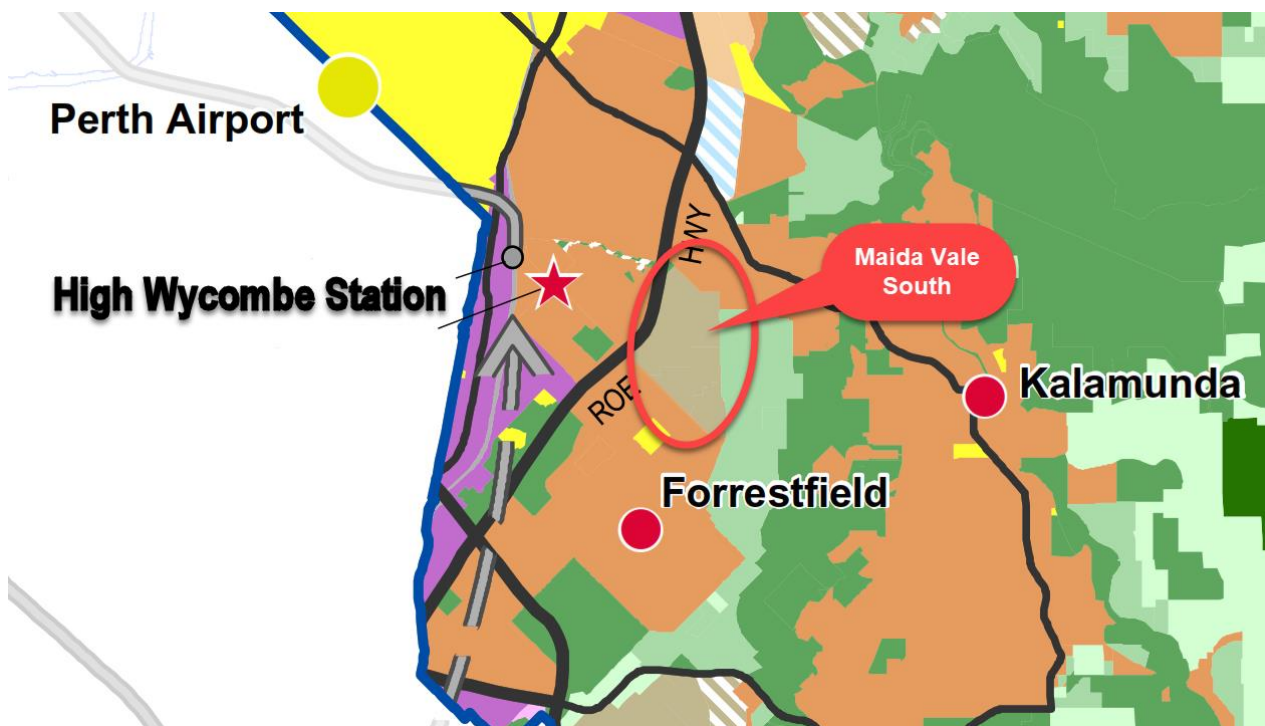 Perth Airport
HWY
Maida Vale
South
High Wycombe Station
ROE
Kalamunda
Forrestfield